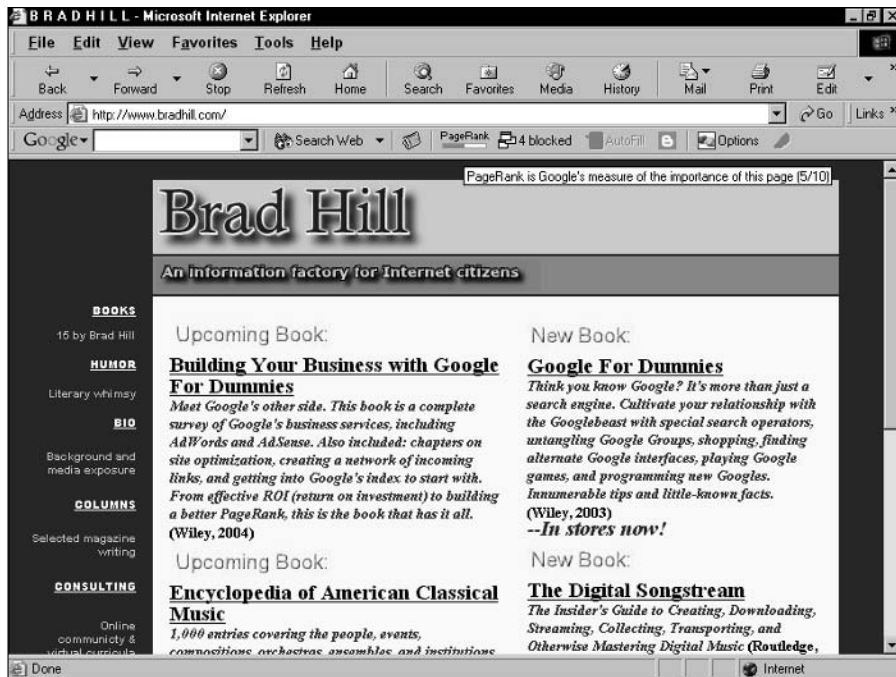 B R A D H I L L - Microsoft Internet Explorer
File Edit View Favorites Tools Help
Back Forward Stop Refresh Home Search Favorites Media History Mail Print Edit
Address http://www.bradhill.com/ Go Links »
Google Search Web PageRank 4 blocked AutoFill Options
PageRank is Google's measure of the importance of this page (5/10)
Brad Hill
An information factory for Internet citizens
BOOKS
15 by Brad Hill
HUMOR
Literary whimsy
BIO
Background and
media exposure
COLUMNS
Selected magazine
writing
CONSULTING
Online
communicty &
virtual curricula
Upcoming Book:
Building Your Business with Google
For Dummies
Meet Google's other side. This book is a complete
survey of Google's business services, including
AdWords and AdSense. Also included: chapters on
site optimization, creating a network of incoming
links, and getting into Google's index to start with.
From effective ROI (return on investment) to building
a better PageRank, this is the book that has it all.
(Wiley, 2004)
Upcoming Book:
Encyclopedia of American Classical
Music
1,000 entries covering the people, events,
compositions, orchestras, ensembles, and institutions
New Book:
Google For Dummies
Think you know Google? It's more than just a
search engine. Cultivate your relationship with
the Googlebeast with special search operators,
untangling Google Groups, shopping, finding
alternate Google interfaces, playing Google
games, and programming new Googles.
Innumerable tips and little-known facts.
(Wiley, 2003)
--In stores now!
New Book:
The Digital Songstream
The Insider's Guide to Creating, Downloading,
Streaming, Collecting, Transporting, and
Otherwise Mastering Digital Music (Routledge,
Done Internet